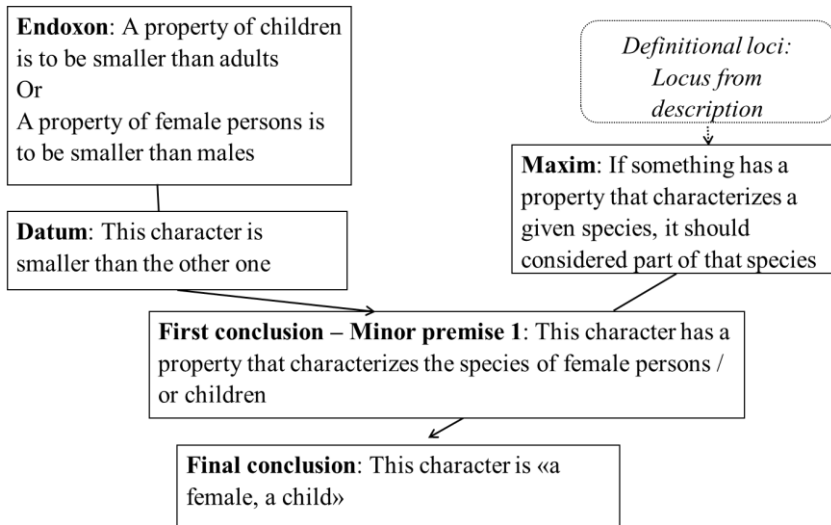 Endoxon: A property of children
is to be smaller than adults
Or
A property of female persons is
to be smaller than males
Definitional loci:
Locus from
description
Maxim: If something has a
property that characterizes a
given species, it should
considered part of that species
Datum: This character is
smaller than the other one
First conclusion – Minor premise 1: This character has a
property that characterizes the species of female persons /
or children
Final conclusion: This character is «a
female, a child»